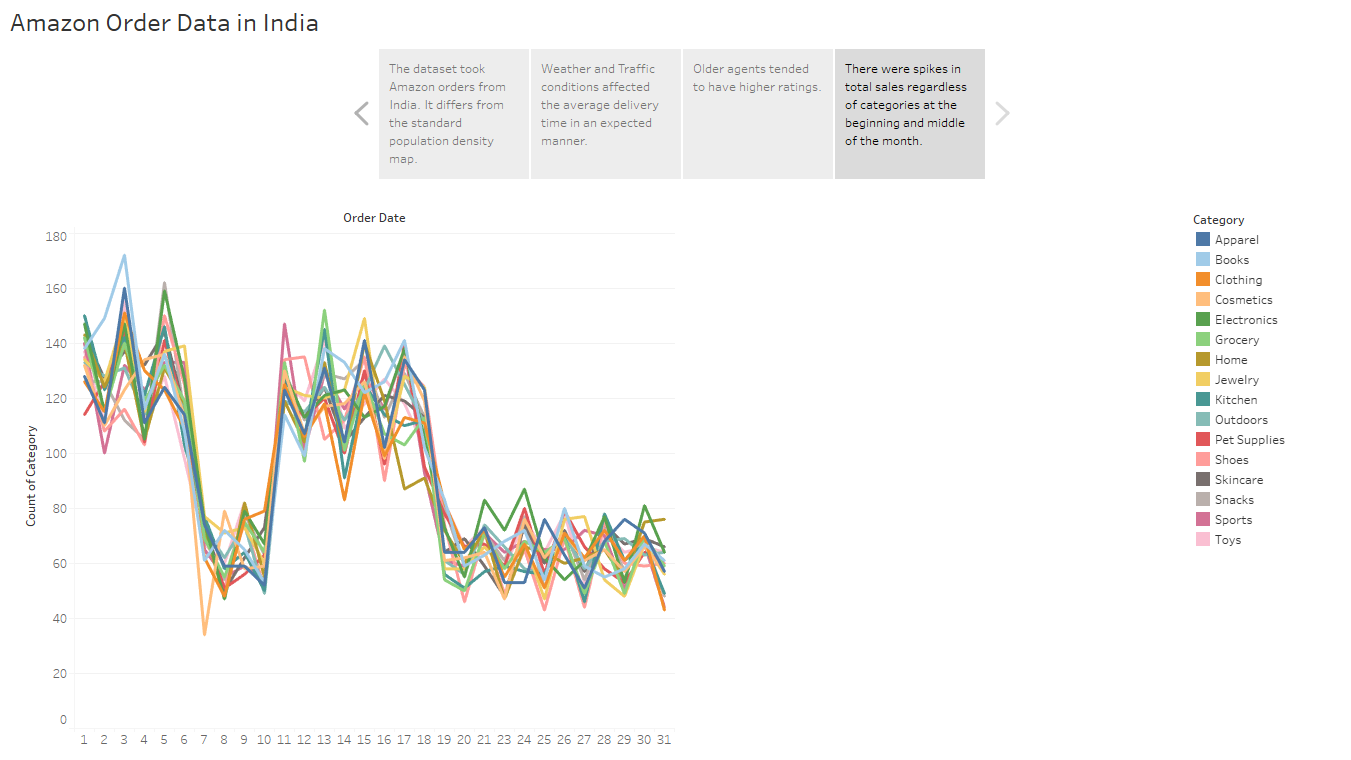 Amazon Order Data in India
The dataset took
Amazon orders from
India. It differs from
the standard
population density
map.
Weather and Traffic
conditions affected
the average delivery
time in an expected
manner.
Older agents tended
to have higher ratings.
There were spikes in
total sales regardless
of categories at the
beginning and middle
of the month.
Order Date
Count of Category
180
160
140
120
100
80
60
40
20
0
1 2 3 4 5 6 7 8 9 10 11 12 13 14 15 16 17 18 19 20 21 22 23 24 25 26 27 28 29 30 31
Category
Apparel
Books
Clothing
Cosmetics
Electronics
Grocery
Home
Jewelry
Kitchen
Outdoors
Pet Supplies
Shoes
Skincare
Snacks
Sports
Toys